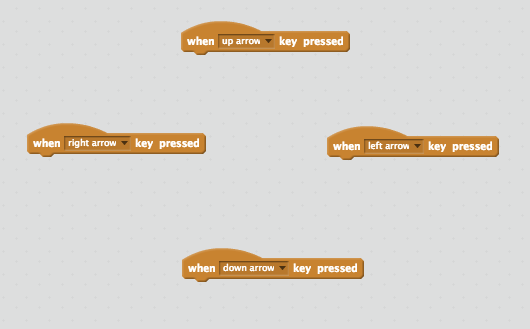 when up arrow key pressed
when right arrow key pressed
when left arrow key pressed
when down arrow key pressed